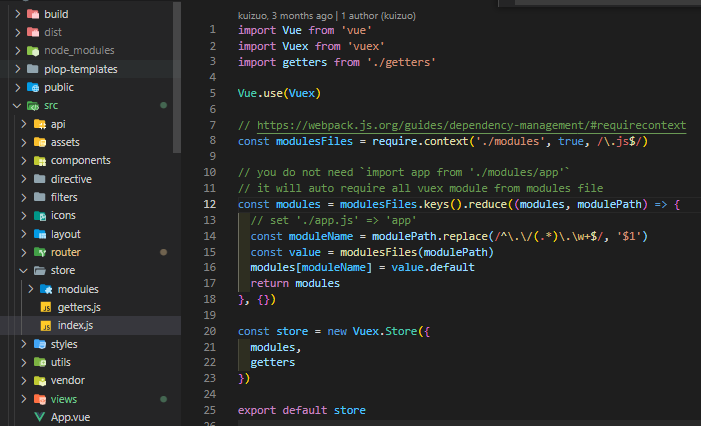 build
dist
node_modules
plop-templates
public
src
api
assets
components
directive
filters
icons
layout
router
store
modules
JS getters.js
JS index.js
styles
utils
vendor
views
App.vue
kuizuo, 3 months ago | 1 author (kuizuo)
1 import Vue from 'vue'
2 import Vuex from 'vuex'
3 import getters from './getters'
4
5 Vue.use(Vuex)
6
7 // https://webpack.js.org/guides/dependency-management/#requirecontext
8 const modulesFiles = require.context('./modules', true, /\.js$/)
9
10 // you do not need `import app from './modules/app'`
11 // it will auto require all vuex module from modules file
12 const modules = modulesFiles.keys().reduce((modules, modulePath) => {
13 // set './app.js' => 'app'
14 const moduleName = modulePath.replace(/^\.\/(.*)\.\w+$/, '$1')
15 const value = modulesFiles(modulePath)
16 modules[moduleName] = value.default
17 return modules
18 }, {})
19
20 const store = new Vuex.Store({
21 modules,
22 getters
23 })
24
25 export default store